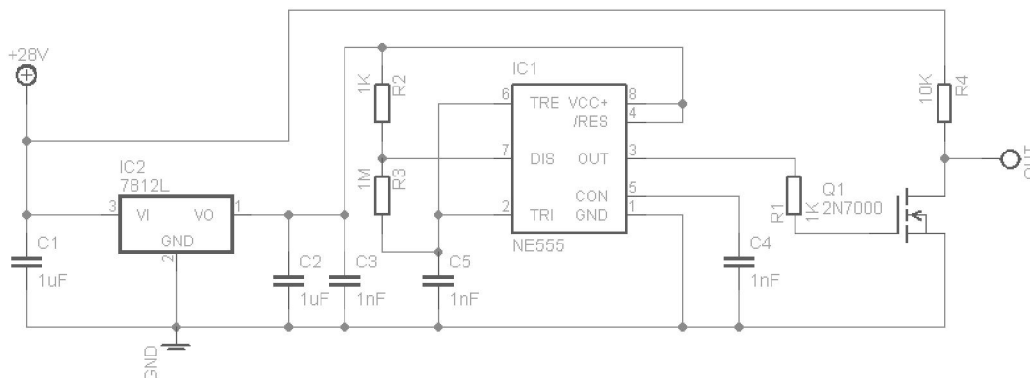 +28V
IC2
7812L
3
VI
VO
1
GND
2
C1
1uF
GND
C2
1uF
C3
1nF
1K
R2
1M
R3
C5
1nF
IC1
6
TRE
VCC+
8
/RES
4
7
DIS
OUT
3
CON
5
2
TRI
GND
1
NE555
C4
1nF
R1
1K
Q1
2N7000
10K
R4